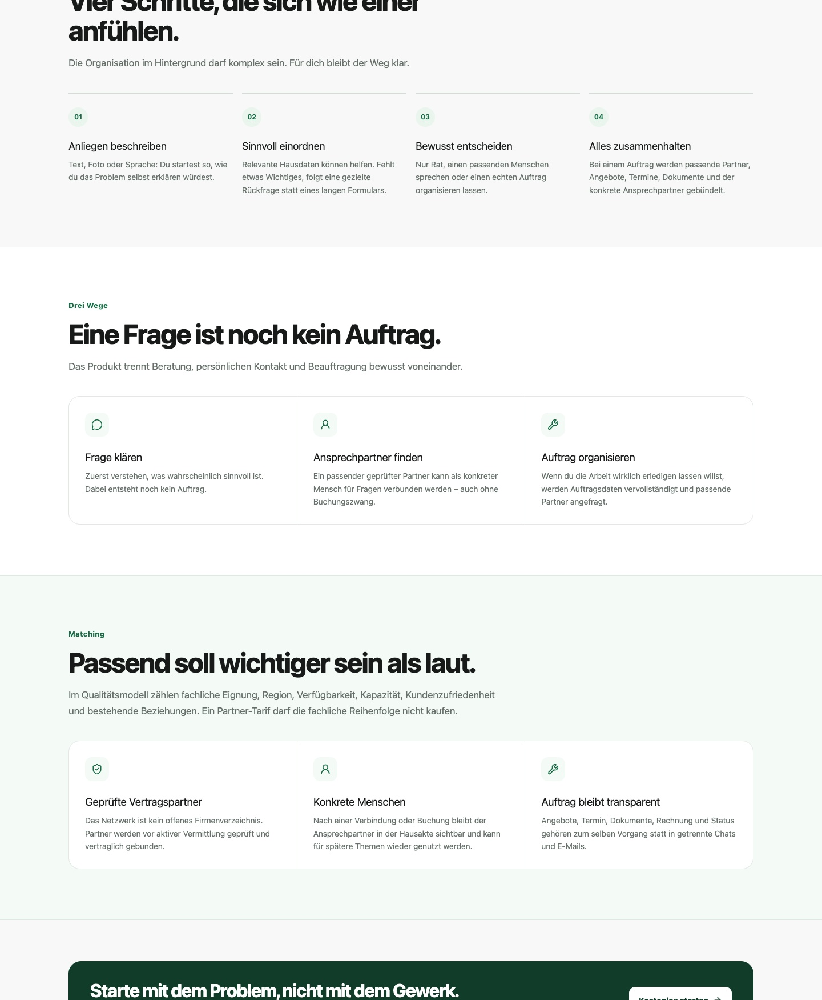 Vier Schritte, die sich wie einer
anfühlen.
Die Organisation im Hintergrund darf komplex sein. Für dich bleibt der Weg klar.
01
Anliegen beschreiben
Text, Foto oder Sprache: Du startest so, wie
du das Problem selbst erklären würdest.
02
Sinnvoll einordnen
Relevante Hausdaten können helfen. Fehlt
etwas Wichtiges, folgt eine gezielte
Rückfrage statt eines langen Formulars.
03
Bewusst entscheiden
Nur Rat, einen passenden Menschen
sprechen oder einen echten Auftrag
organisieren lassen.
04
Alles zusammenhalten
Bei einem Auftrag werden passende Partner,
Angebote, Termine, Dokumente und der
konkrete Ansprechpartner gebündelt.
Drei Wege
Eine Frage ist noch kein Auftrag.
Das Produkt trennt Beratung, persönlichen Kontakt und Beauftragung bewusst voneinander.
Frage klären
Zuerst verstehen, was wahrscheinlich sinnvoll ist.
Dabei entsteht noch kein Auftrag.
Ansprechpartner finden
Ein passender geprüfter Partner kann als konkreter
Mensch für Fragen verbunden werden – auch ohne
Buchungszwang.
Auftrag organisieren
Wenn du die Arbeit wirklich erledigen lassen willst,
werden Auftragsdaten vervollständigt und passende
Partner angefragt.
Matching
Passend soll wichtiger sein als laut.
Im Qualitätsmodell zählen fachliche Eignung, Region, Verfügbarkeit, Kapazität, Kundenzufriedenheit
und bestehende Beziehungen. Ein Partner-Tarif darf die fachliche Reihenfolge nicht kaufen.
Geprüfte Vertragspartner
Das Netzwerk ist kein offenes Firmenverzeichnis.
Partner werden vor aktiver Vermittlung geprüft und
vertraglich gebunden.
Konkrete Menschen
Nach einer Verbindung oder Buchung bleibt der
Ansprechpartner in der Hausakte sichtbar und kann
für spätere Themen wieder genutzt werden.
Auftrag bleibt transparent
Angebote, Termin, Dokumente, Rechnung und Status
gehören zum selben Vorgang statt in getrennte Chats
und E-Mails.
Starte mit dem Problem, nicht mit dem Gewerk.
Kostenlos starten